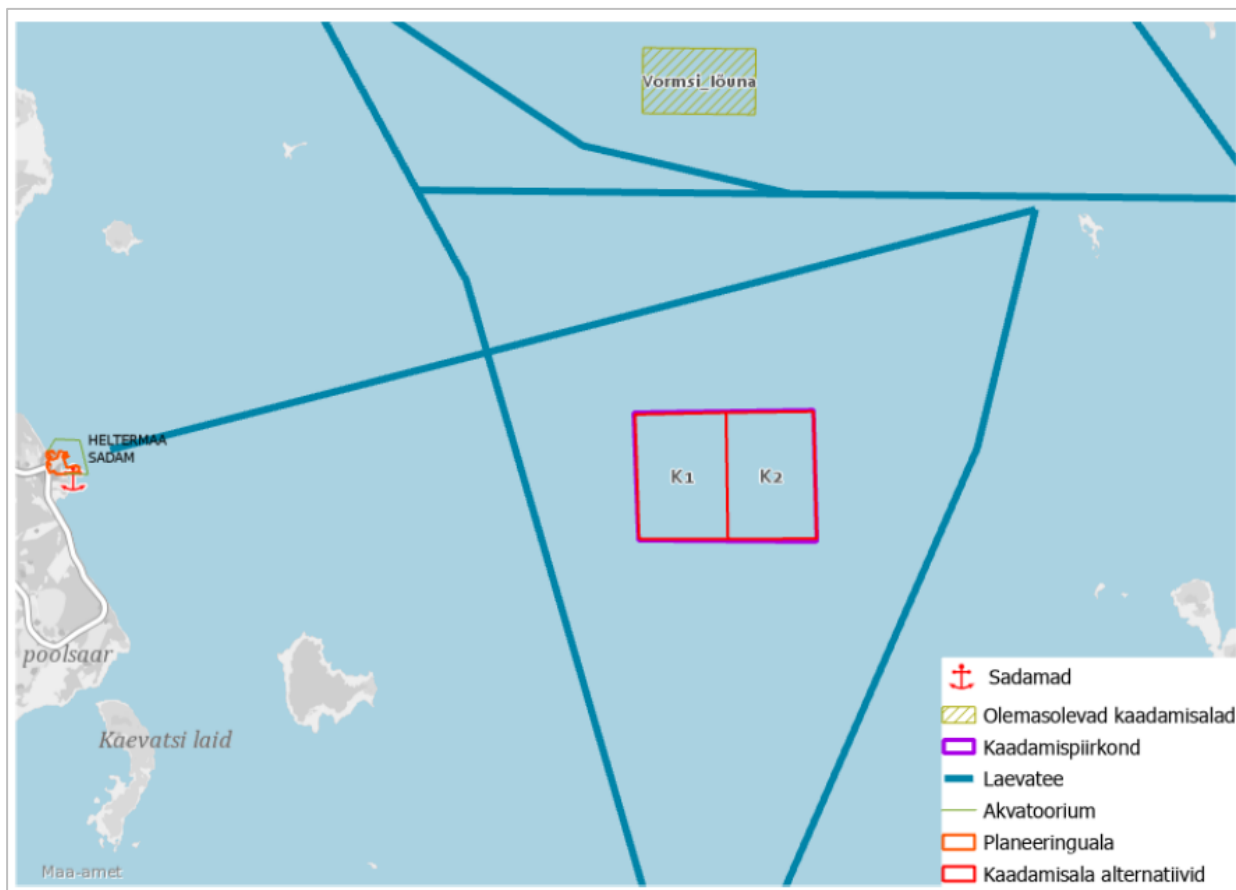 Vormsi_lõuna
HELTERMAA
SADAM
K1
K2
poolsaar
Kaevatsi laid
Maa-amet
Sadamad
Olemasolevad kaadamisalad
Kaadamispiirkond
Laevatee
Akvatoorium
Planeeringuala
Kaadamisala alternatiivid